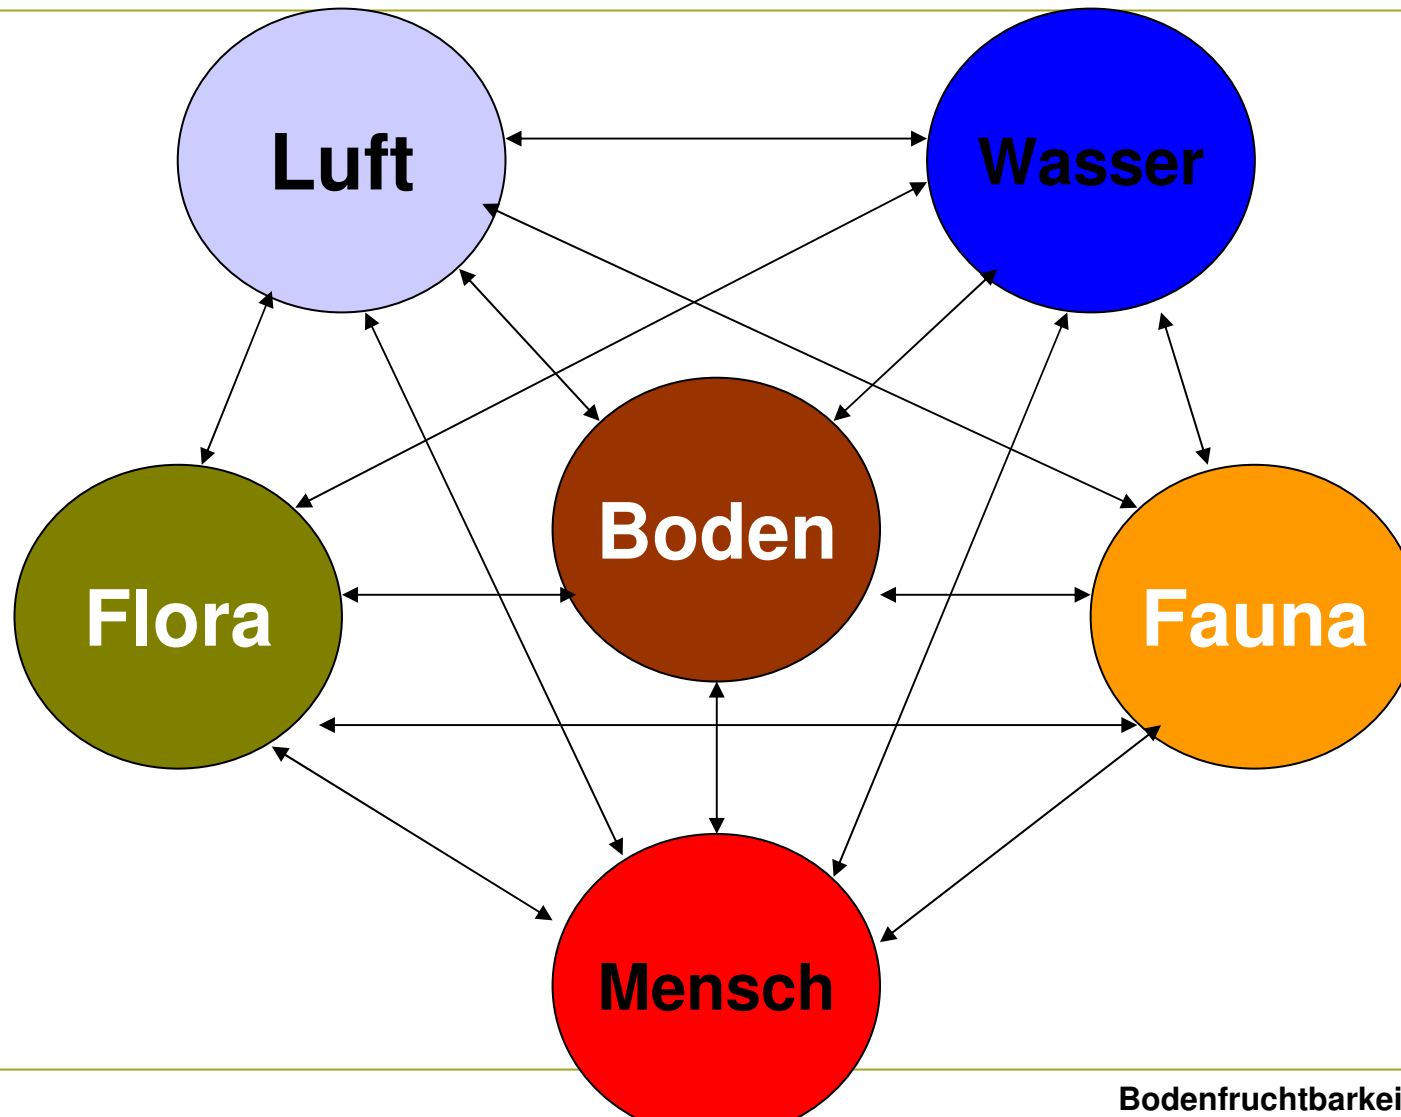 Luft
Wasser
Boden
Flora
Fauna
Mensch
Bodenfruchtbarkei